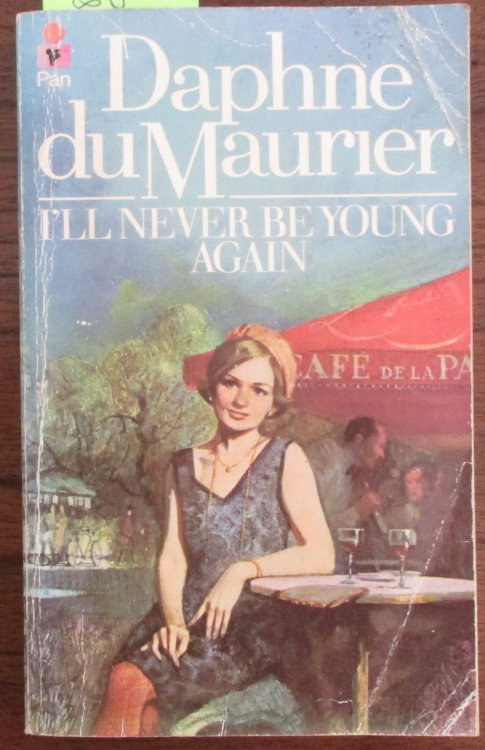 Pan
Daphne
du Maurier
I'LL NEVER BE YOUNG
AGAIN
CAFÉ DE LA PA